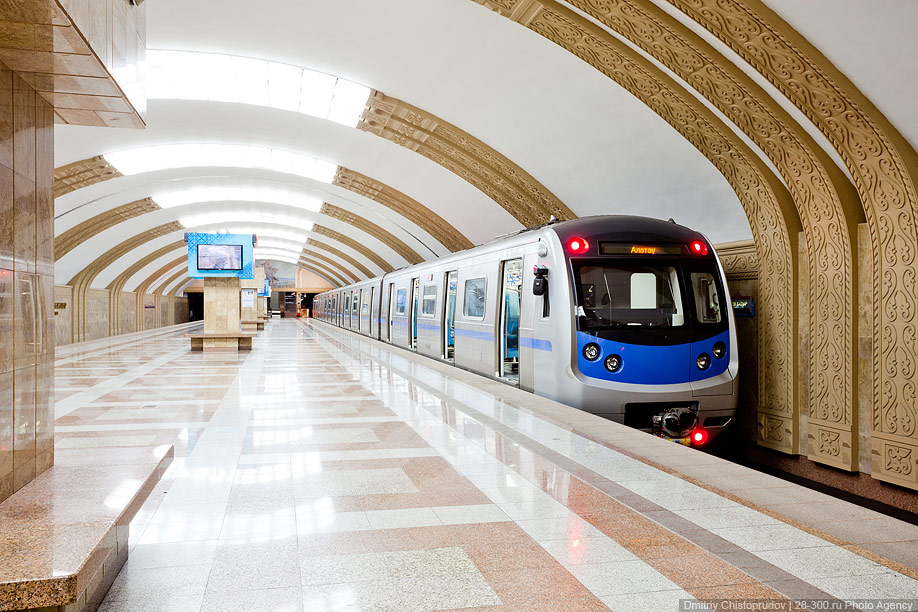 Алатау
Dmitriy Chistoprudov | 28-300.ru Photo Agency